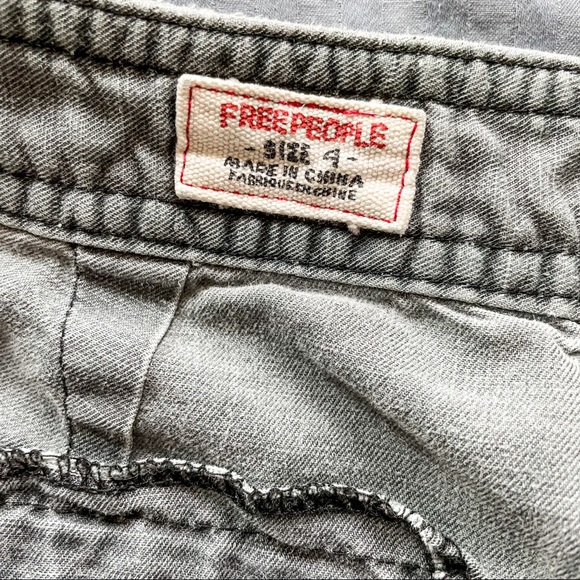 FREEPEOPLE
- SIZE 4 -
MADE IN CHINA
FABRIQUE EN CHINE